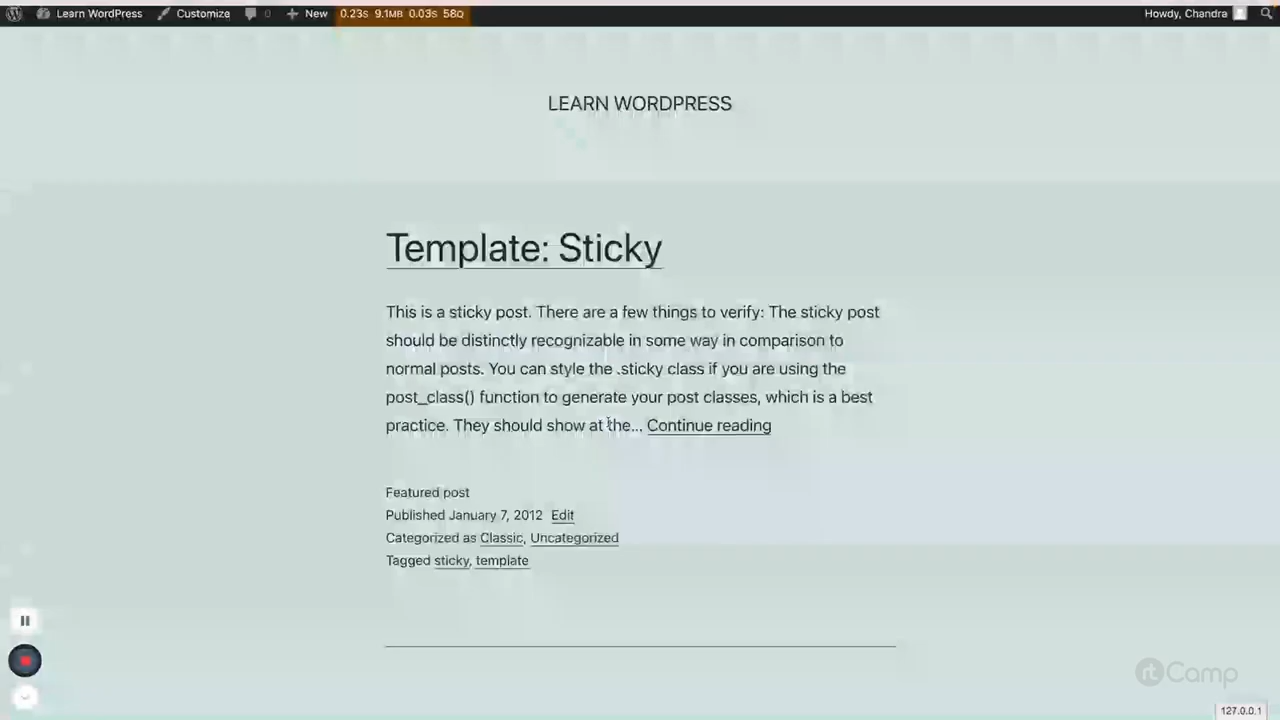 Learn WordPress Customize 0 New 0.23S 9.1MB 0.03S 58Q Howdy, Chandra
LEARN WORDPRESS
Template: Sticky
This is a sticky post. There are a few things to verify: The sticky post
should be distinctly recognizable in some way in comparison to
normal posts. You can style the .sticky class if you are using the
post_class() function to generate your post classes, which is a best
practice. They should show at the... Continue reading
Featured post
Published January 7, 2012 Edit
Categorized as Classic, Uncategorized
Tagged sticky, template
rtCamp
127.0.0.1